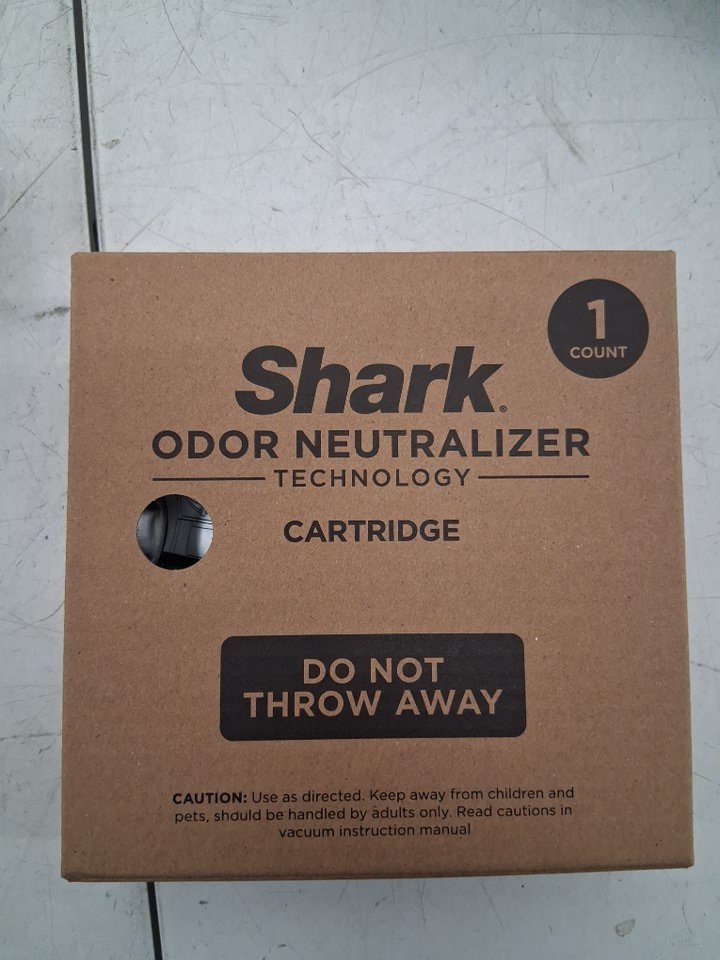 1
COUNT
Shark.
ODOR NEUTRALIZER
TECHNOLOGY
CARTRIDGE
DO NOT
THROW AWAY
CAUTION: Use as directed. Keep away from children and
pets, should be handled by adults only. Read cautions in
vacuum instruction manual